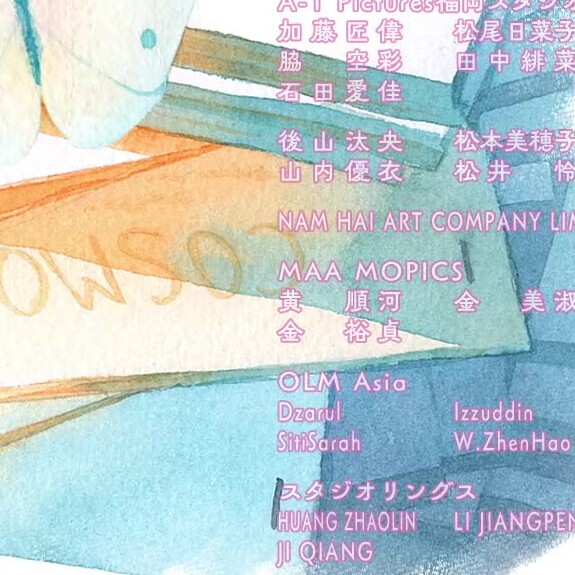 A-1 Pictures福岡スタジオ
加藤匠偉 松尾日菜子
脇 空彩 田中緋菜
石田愛佳
後山汰央 松本美穂子
山内優衣 松井 怜
NAM HAI ART COMPANY LIM
MAA MOPICS
黄 順河 金 美淑
金 裕貞
OLM Asia
Dzarul Izzuddin
SitiSarah W.ZhenHao
スタジオリングス
HUANG ZHAOLIN LI JIANGPEN
JI QIANG